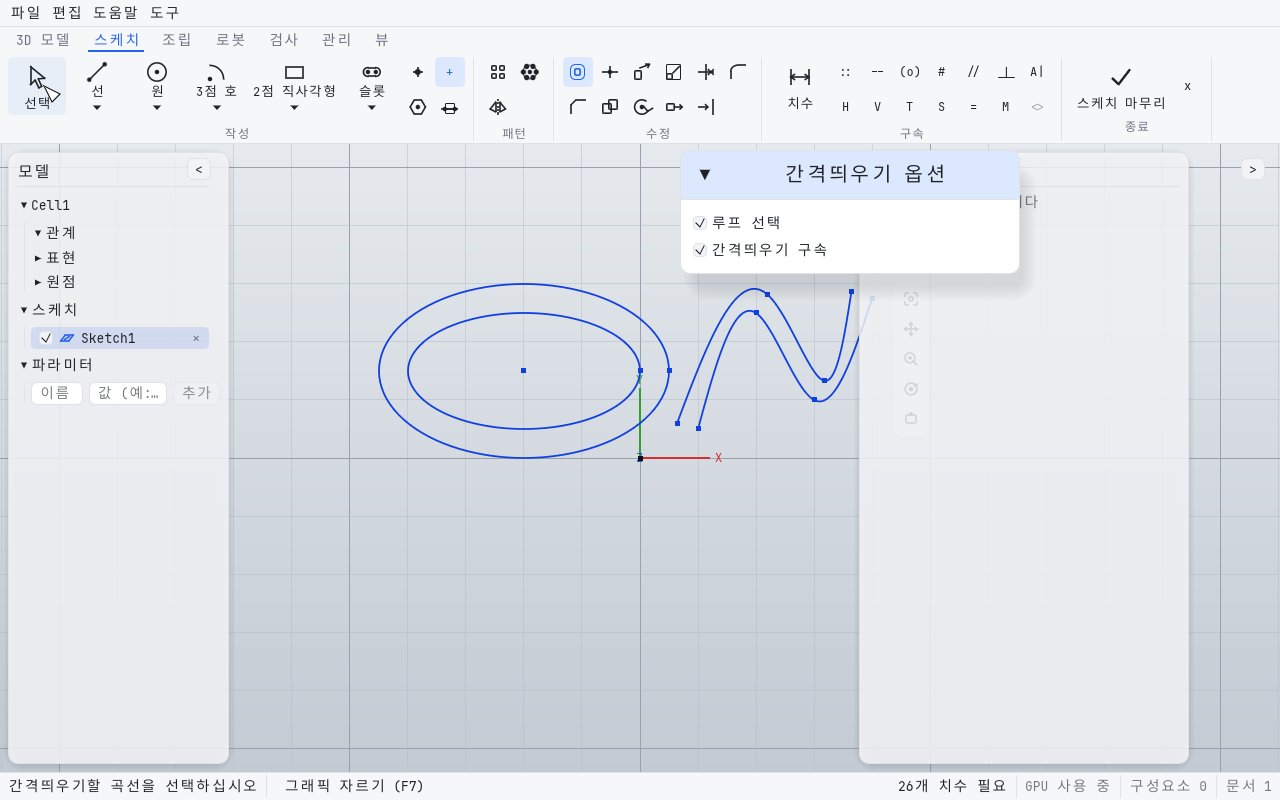 파일 편집 도움말 도구
3D 모델 스케치 조립 로봇 검사 관리 뷰
선택 선 원 3점 호 2점 직사각형 슬롯 치수 스케치 마무리 x
:: -- (o) # // A|
H V T S = M <>
작성 패턴 수정 구속 종료
모델 <
Cell1
관계
표현
원점
스케치
Sketch1 ×
파라미터
이름 값 (예:… 추가
간격띄우기 옵션
루프 선택
간격띄우기 구속
니다
>
Y
X
간격띄우기할 곡선을 선택하십시오 그래픽 자르기 (F7) 26개 치수 필요 GPU 사용 중 구성요소 0 문서 1